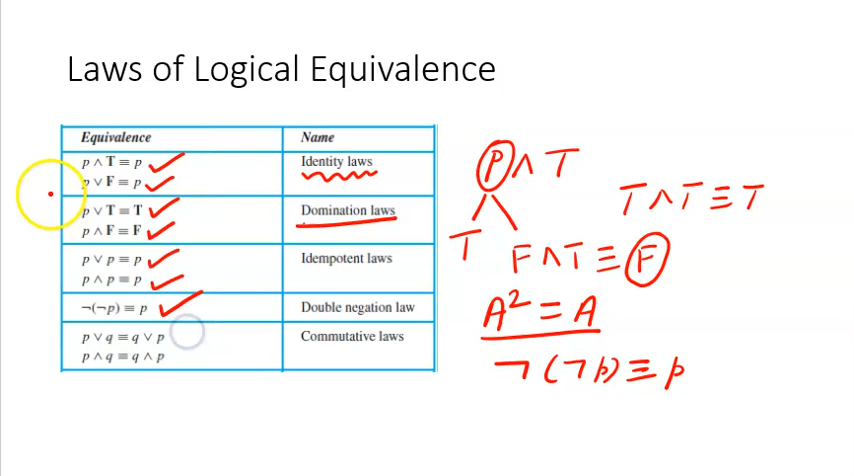 Laws of Logical Equivalence
Equivalence Name
p ∧ T ≡ p Identity laws
p ∨ F ≡ p
p ∨ T ≡ T Domination laws
p ∧ F ≡ F
p ∨ p ≡ p Idempotent laws
p ∧ p ≡ p
¬(¬p) ≡ p Double negation law
p ∨ q ≡ q ∨ p Commutative laws
p ∧ q ≡ q ∧ p
P ∧ T
T ∧ T ≡ T
T F ∧ T ≡ F
A² = A
¬(¬p) ≡ p